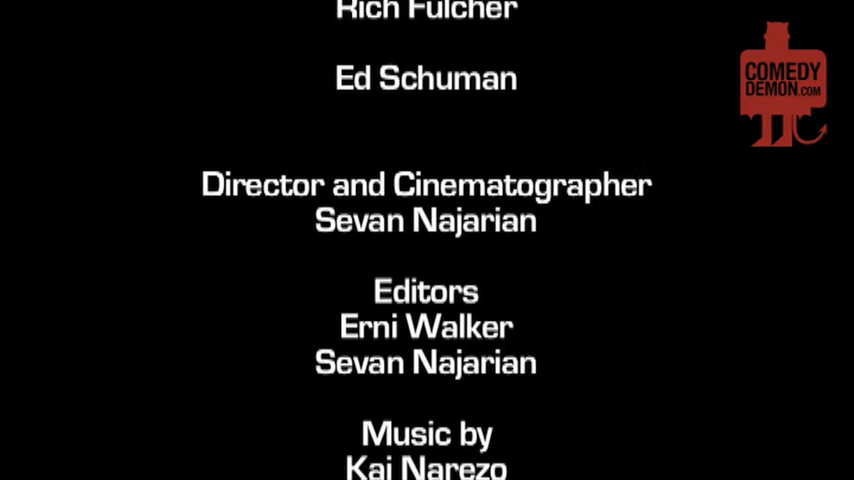 Rich Fulcher
Ed Schuman
COMEDY
DEMON.COM
Director and Cinematographer
Sevan Najarian
Editors
Erni Walker
Sevan Najarian
Music by
Kai Narezo